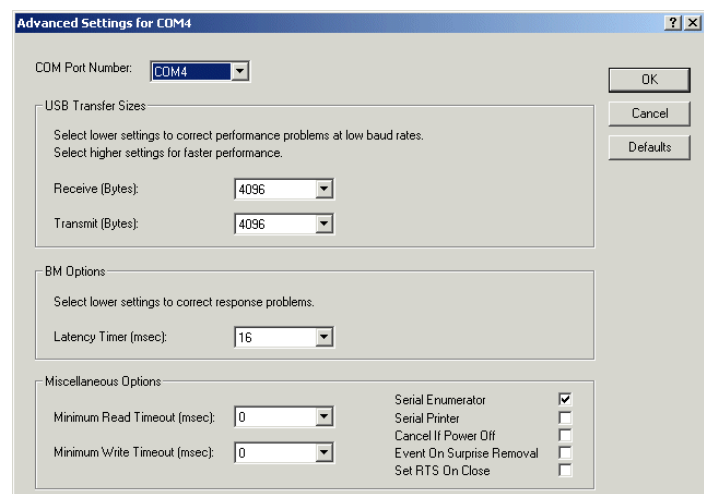 Advanced Settings for COM4
COM Port Number: COM4
OK
USB Transfer Sizes
Cancel
Select lower settings to correct performance problems at low baud rates.
Select higher settings for faster performance.
Defaults
Receive (Bytes): 4096
Transmit (Bytes): 4096
BM Options
Select lower settings to correct response problems.
Latency Timer (msec): 16
Miscellaneous Options
Minimum Read Timeout (msec): 0
Minimum Write Timeout (msec): 0
Serial Enumerator
Serial Printer
Cancel If Power Off
Event On Surprise Removal
Set RTS On Close